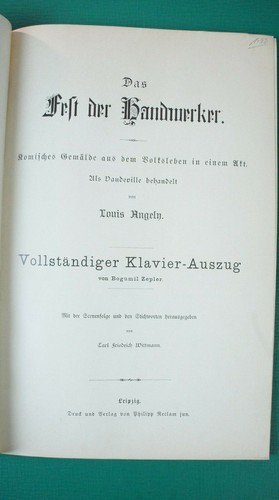 Das
Fest der Handwerker.
Komisches Gemälde aus dem Volksleben in einem Akt.
Als Vaudeville behandelt
von
Louis Angely.
Vollständiger Klavier-Auszug
von Bogumil Zepler.
Mit der Scenenfolge und den Stichworten herausgegeben
von
Carl Friedrich Wittmann.
Leipzig.
Druck und Verlag von Philipp Reclam jun.